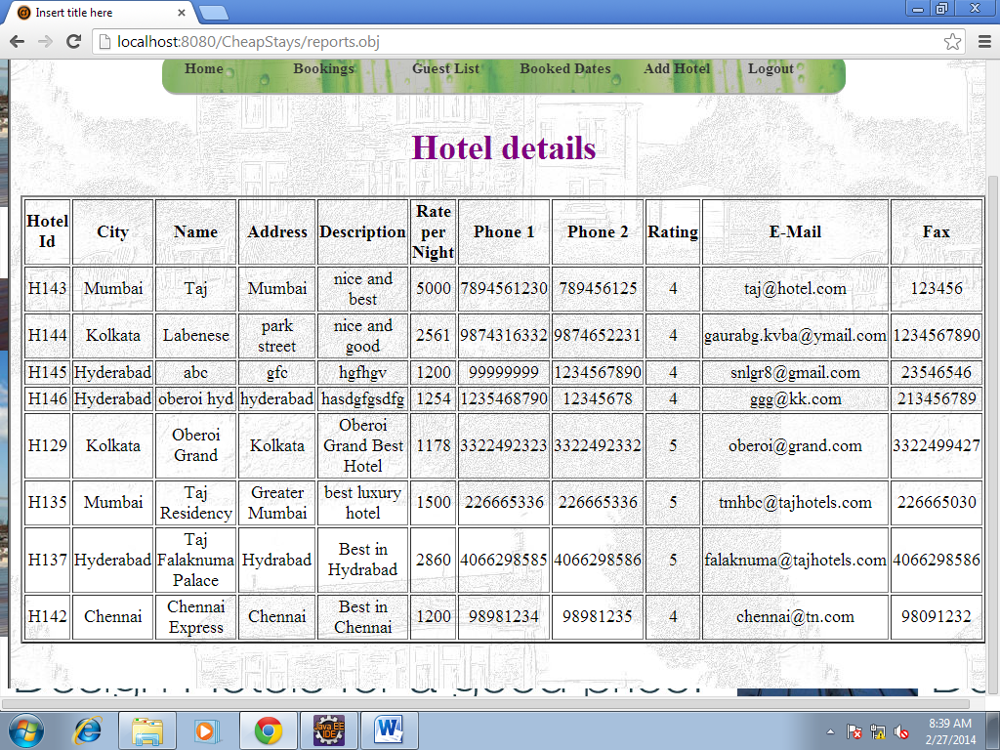 Insert title here
localhost:8080/CheapStays/reports.obj
Home Bookings Guest List Booked Dates Add Hotel Logout
Hotel details
Hotel Id City Name Address Description Rate per Night Phone 1 Phone 2 Rating E-Mail Fax
H143 Mumbai Taj Mumbai nice and best 5000 7894561230 789456125 4 taj@hotel.com 123456
H144 Kolkata Labenese park street nice and good 2561 9874316332 9874652231 4 gaurabg.kvba@ymail.com 1234567890
H145 Hyderabad abc gfc hgfhgv 1200 99999999 1234567890 4 snlgr8@gmail.com 23546546
H146 Hyderabad oberoi hyd hyderabad hasdgfgsdfg 1254 1235468790 12345678 4 ggg@kk.com 213456789
H129 Kolkata Oberoi Grand Kolkata Oberoi Grand Best Hotel 1178 3322492323 3322492332 5 oberoi@grand.com 3322499427
H135 Mumbai Taj Residency Greater Mumbai best luxury hotel 1500 226665336 226665336 5 tmhbc@tajhotels.com 226665030
H137 Hyderabad Taj Falaknuma Palace Hydrabad Best in Hydrabad 2860 4066298585 4066298586 5 falaknuma@tajhotels.com 4066298586
H142 Chennai Chennai Express Chennai Best in Chennai 1200 98981234 98981235 4 chennai@tn.com 98091232
Design Hotels for a good price.
Java EE
IDE
8:39 AM
2/27/2014